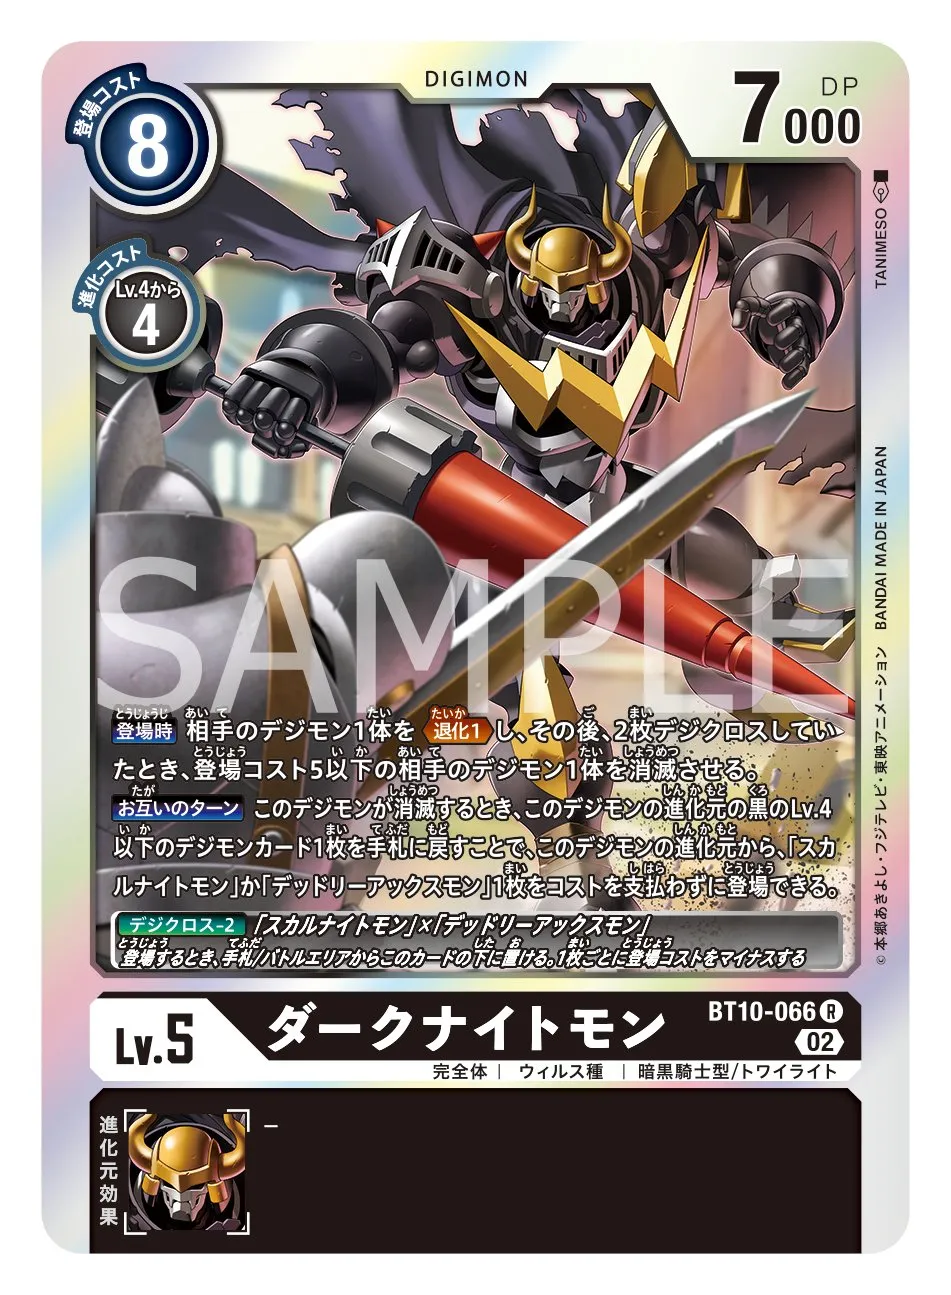 DIGIMON
登場コスト
8
7000
DP
進化コスト
Lv.4から
4
TANIMESO
BANDAI MADE IN JAPAN
©本郷あきよし・フジテレビ・東映アニメーション
SAMPLE
登場時 相手のデジモン1体を 退化1 し、その後、2枚デジクロスしてい
たとき、登場コスト5以下の相手のデジモン1体を消滅させる。
お互いのターン このデジモンが消滅するとき、このデジモンの進化元の黒のLv.4
以下のデジモンカード1枚を手札に戻すことで、このデジモンの進化元から、「スカ
ルナイトモン」か「デッドリーアックスモン」1枚をコストを支払わずに登場できる。
デジクロス-2 「スカルナイトモン」×「デッドリーアックスモン」
登場するとき、手札/バトルエリアからこのカードの下に置ける。1枚ごとに登場コストをマイナスする
Lv.5
ダークナイトモン
BT10-066 R
02
完全体 | ウィルス種 | 暗黒騎士型/トワイライト
進化元効果
–